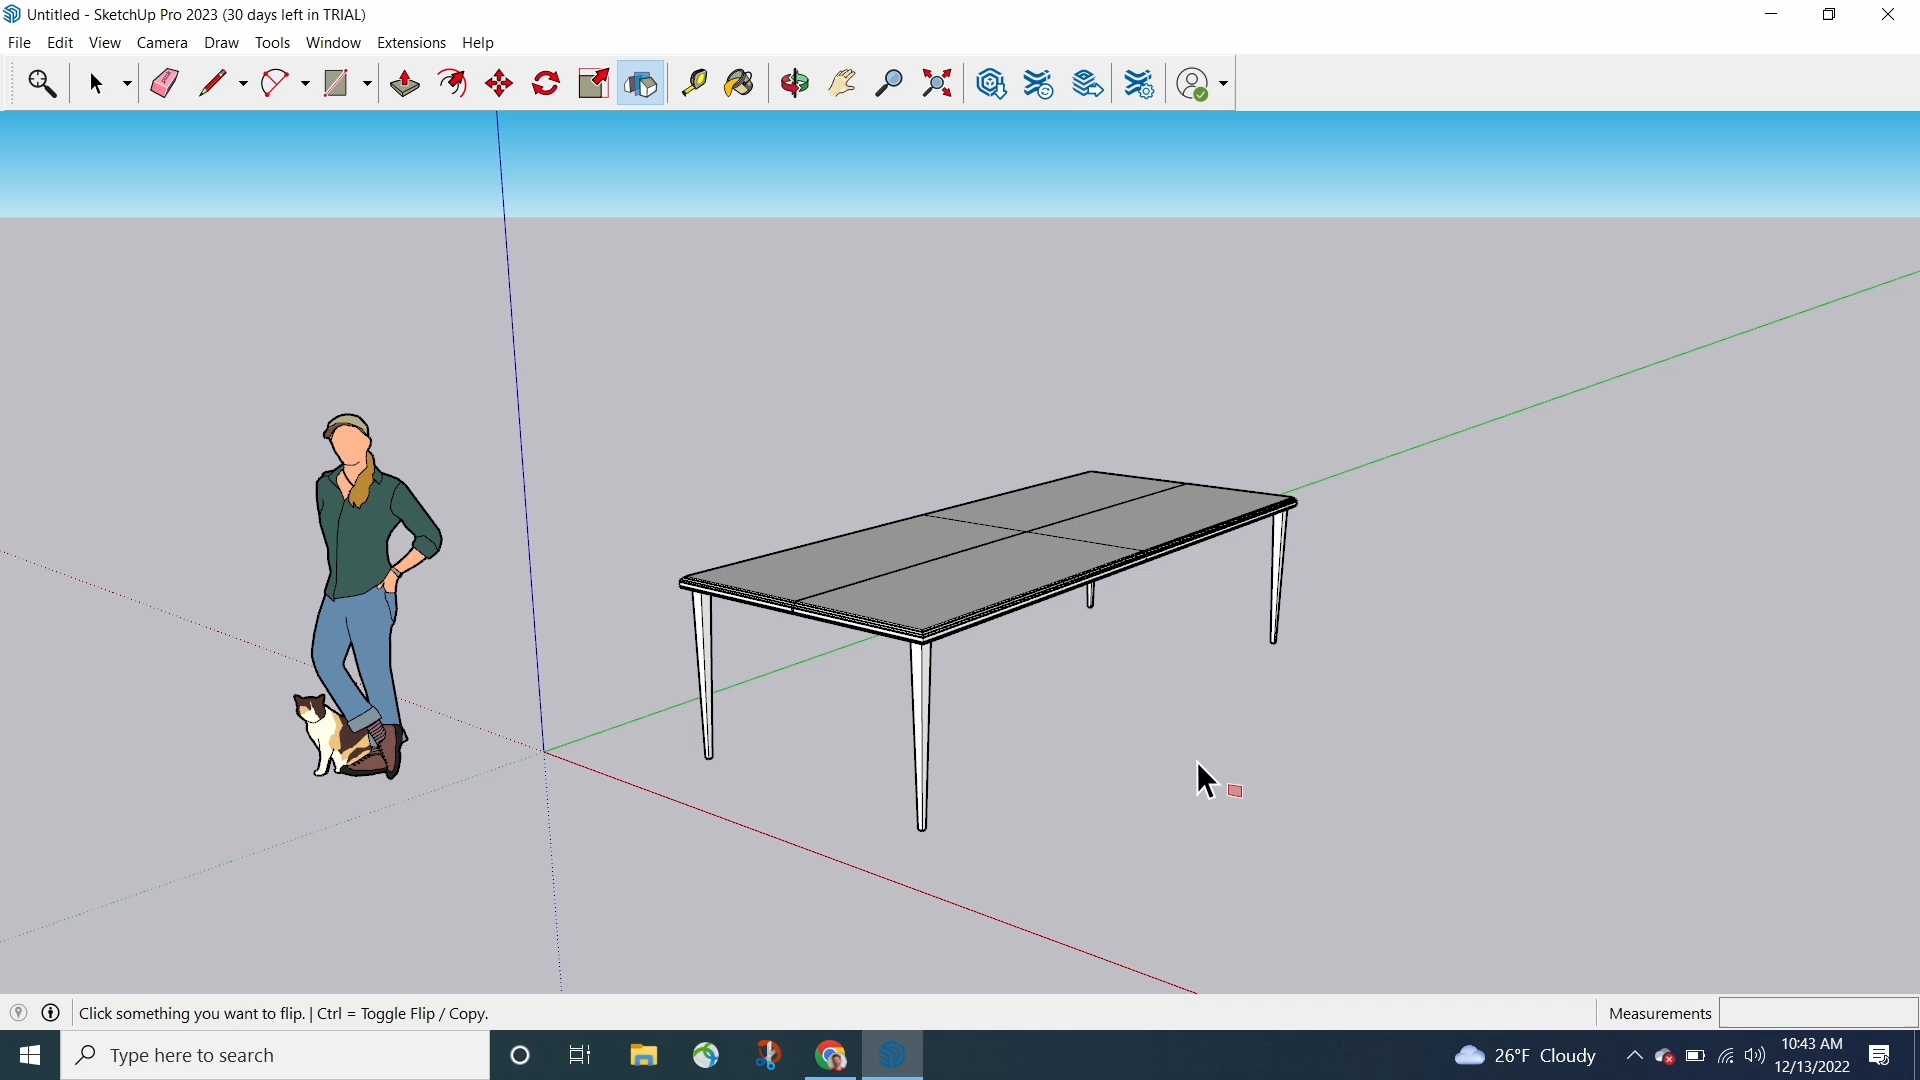 Untitled - SketchUp Pro 2023 (30 days left in TRIAL)
File Edit View Camera Draw Tools Window Extensions Help
Click something you want to flip. | Ctrl = Toggle Flip / Copy.
Measurements
Type here to search
26°F Cloudy
10:43 AM
12/13/2022